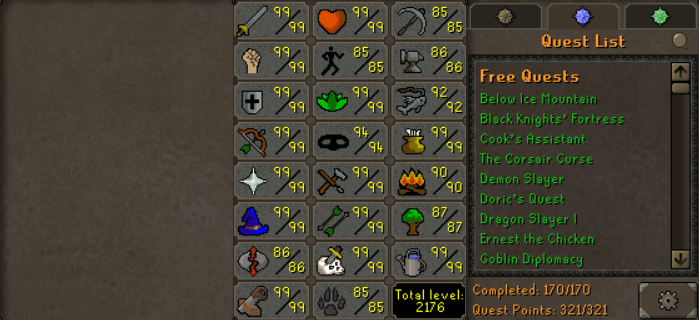 99/99 99/99 85/85
99/99 85/85 86/86
99/99 99/99 92/92
99/99 94/94 99/99
99/99 99/99 90/90
99/99 99/99 87/87
86/86 99/99 99/99
99/99 85/85 Total level:
2176
Quest List
Free Quests
Below Ice Mountain
Black Knights' Fortress
Cook's Assistant
The Corsair Curse
Demon Slayer
Doric's Quest
Dragon Slayer I
Ernest the Chicken
Goblin Diplomacy
Completed: 170/170
Quest Points: 321/321